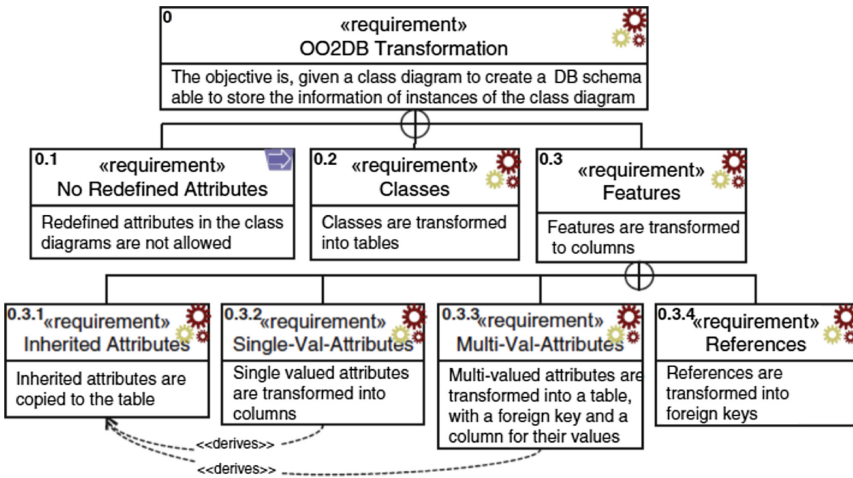 0
«requirement»
OO2DB Transformation
The objective is, given a class diagram to create a DB schema
able to store the information of instances of the class diagram
0.1
«requirement»
No Redefined Attributes
Redefined attributes in the class
diagrams are not allowed
0.2
«requirement»
Classes
Classes are transformed
into tables
0.3
«requirement»
Features
Features are transformed
to columns
0.3.1
«requirement»
Inherited Attributes
Inherited attributes are
copied to the table
0.3.2
«requirement»
Single-Val-Attributes
Single valued attributes
are transformed into
columns
0.3.3
«requirement»
Multi-Val-Attributes
Multi-valued attributes are
transformed into a table,
with a foreign key and a
column for their values
0.3.4
«requirement»
References
References are
transformed into
foreign keys
<<derives>>
<<derives>>